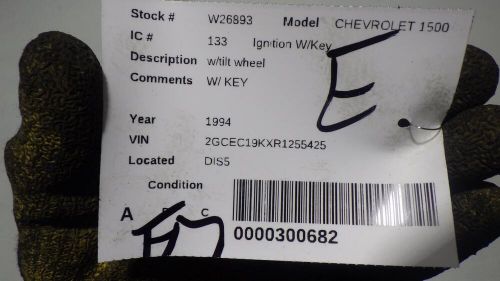 Stock # W26893 Model CHEVROLET 1500
IC # 133 Ignition W/Key
Description w/tilt wheel
Comments W/ KEY
E
Year 1994
VIN 2GCEC19KXR1255425
Located DIS5
Condition
A C
0000300682